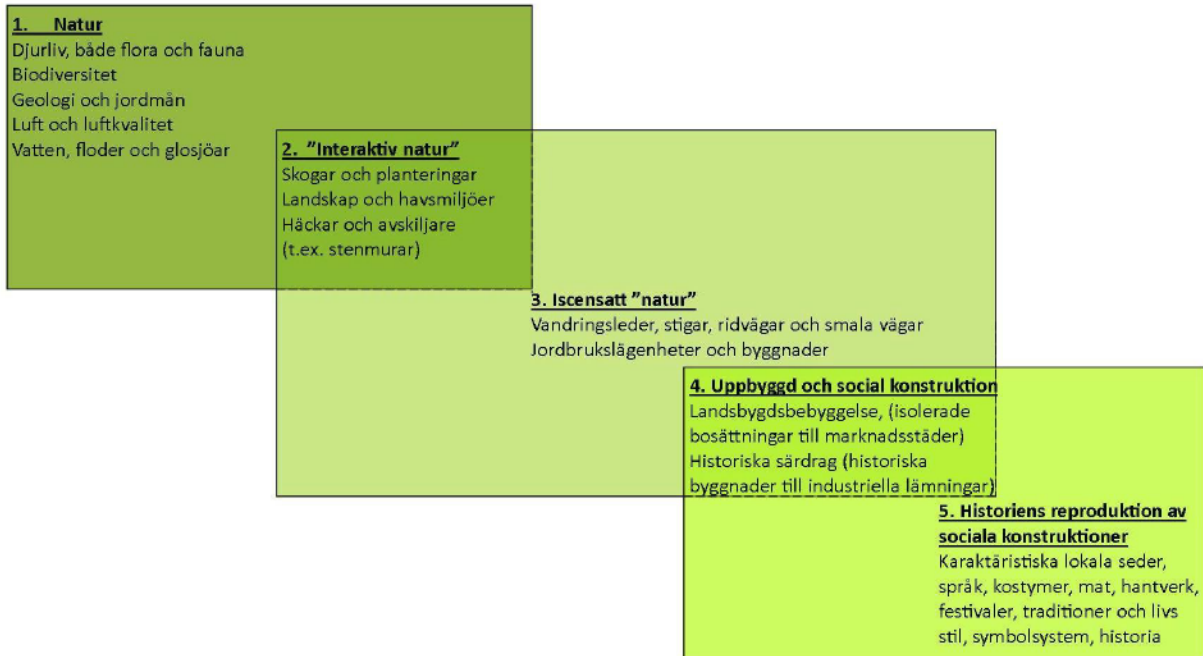 1. Natur
Djurliv, både flora och fauna
Biodiversitet
Geologi och jordmån
Luft och luftkvalitet
Vatten, floder och glosjöar
2. ”Interaktiv natur”
Skogar och planteringar
Landskap och havsmiljöer
Häckar och avskiljare
(t.ex. stenmurar)
3. Iscensatt ”natur”
Vandringsleder, stigar, ridvägar och smala vägar
Jordbrukslägenheter och byggnader
4. Uppbyggd och social konstruktion
Landsbygdsbebyggelse, (isolerade
bosättningar till marknadsstäder)
Historiska särdrag (historiska
byggnader till industriella lämningar)
5. Historiens reproduktion av
sociala konstruktioner
Karaktäristiska lokala seder,
språk, kostymer, mat, hantverk,
festivaler, traditioner och livs
stil, symbolsystem, historia